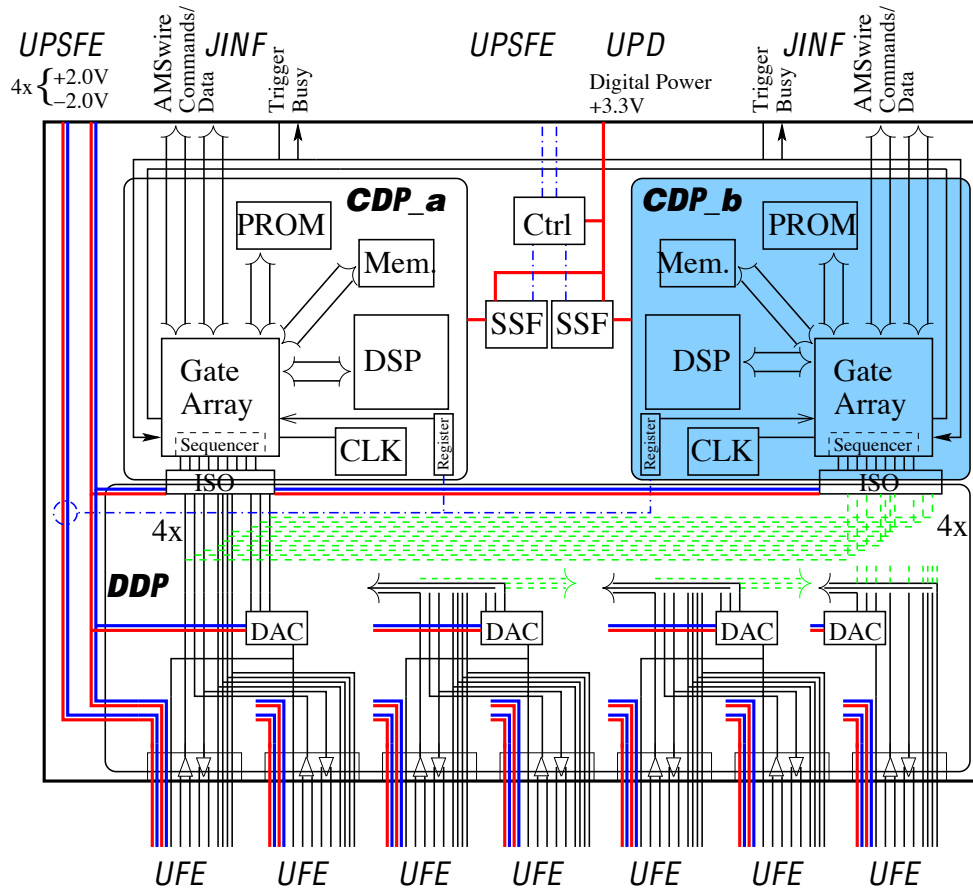 UPSFE JINF UPSFE UPD JINF
4x { +2.0V
−2.0V
AMSwire
Commands/
Data
Trigger
Busy
Digital Power
+3.3V
Trigger
Busy
AMSwire
Commands/
Data
CDP_a
CDP_b
PROM
Ctrl
PROM
Mem.
Mem.
SSF SSF
DSP
DSP
Gate
Array
Gate
Array
Sequencer
CLK
Register
Register
CLK
Sequencer
ISO
ISO
4x
4x
DDP
DAC DAC DAC DAC
UFE UFE UFE UFE UFE UFE UFE